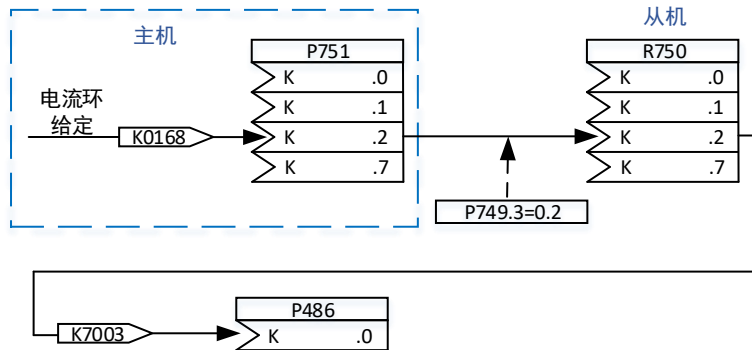 主机
从机
P751
K .0
K .1
K .2
K .7
电流环
给定
K0168
R750
K .0
K .1
K .2
K .7
P749.3=0.2
K7003
P486
K .0